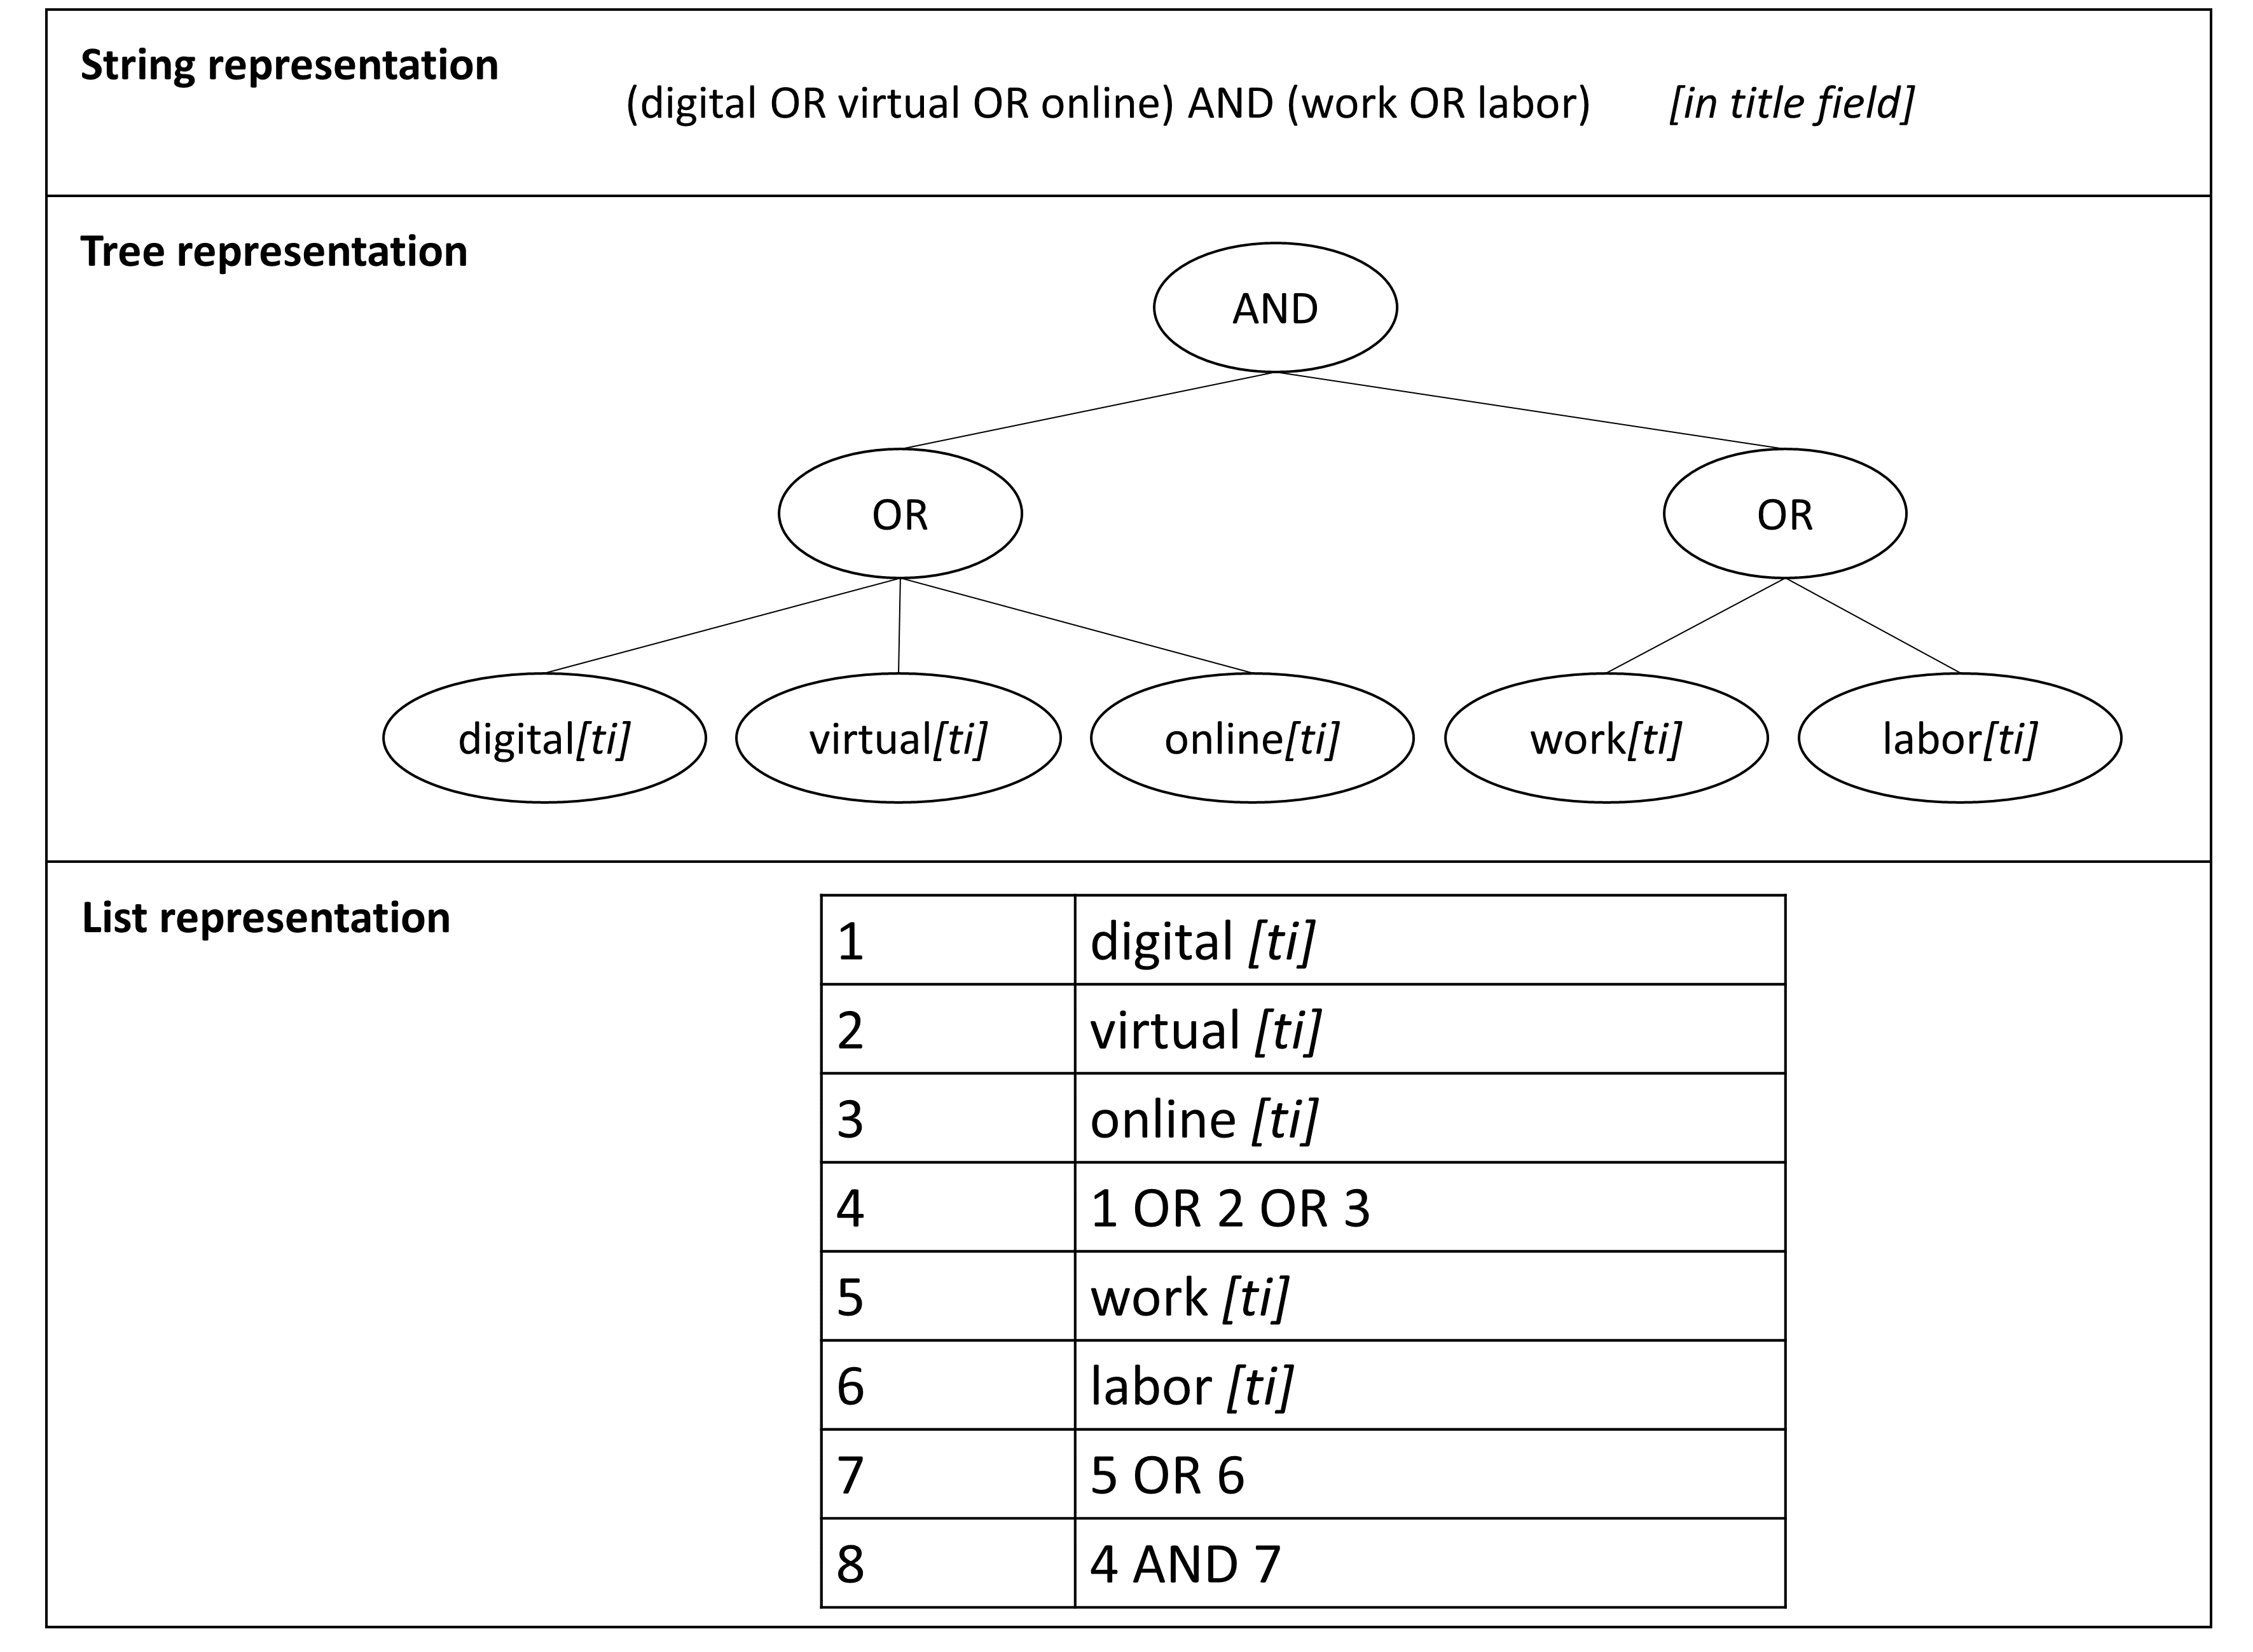 String representation
(digital OR virtual OR online) AND (work OR labor) [in title field]
Tree representation
AND
OR OR
digital[ti] virtual[ti] online[ti] work[ti] labor[ti]
List representation
1 digital [ti]
2 virtual [ti]
3 online [ti]
4 1 OR 2 OR 3
5 work [ti]
6 labor [ti]
7 5 OR 6
8 4 AND 7